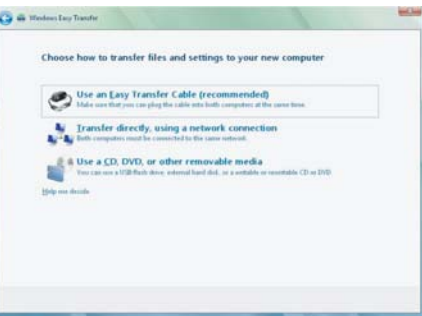 Windows Easy Transfer
Choose how to transfer files and settings to your new computer
Use an Easy Transfer Cable (recommended)
Make sure that you can plug the cable into both computers at the same time.
Transfer directly, using a network connection
Both computers must be connected to the same network.
Use a CD, DVD, or other removable media
You can use a USB flash drive, external hard disk, or a writable or rewritable CD or DVD.
Help me decide